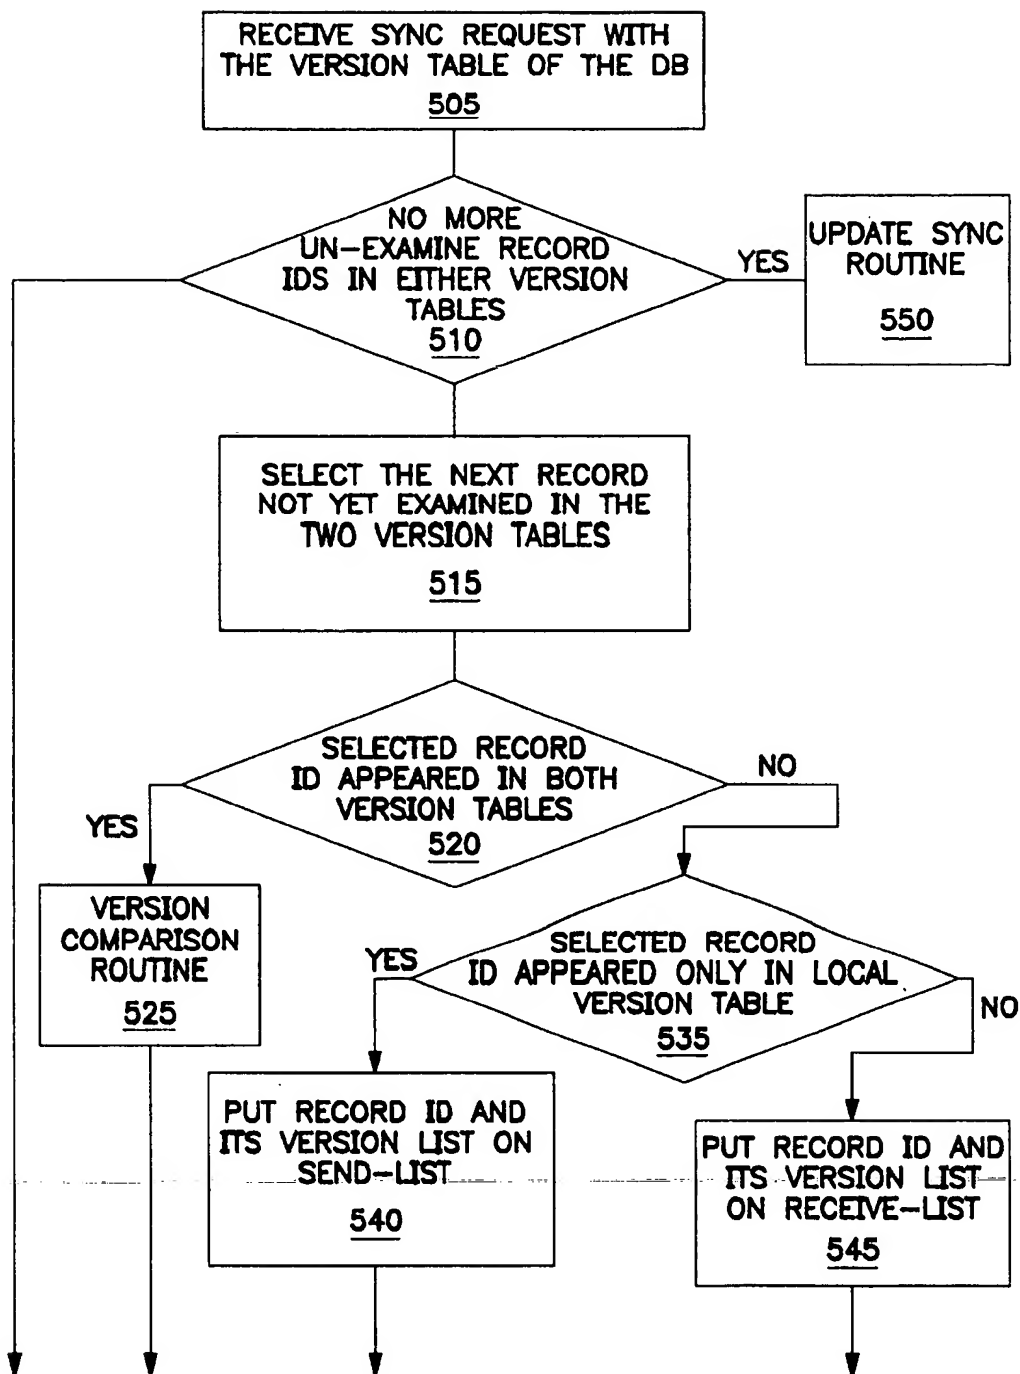 RECEIVE SYNC REQUEST WITH
THE VERSION TABLE OF THE DB
505
NO MORE
UN-EXAMINE RECORD
IDS IN EITHER VERSION
TABLES
510
YES
UPDATE SYNC
ROUTINE
550
SELECT THE NEXT RECORD
NOT YET EXAMINED IN THE
TWO VERSION TABLES
515
SELECTED RECORD
ID APPEARED IN BOTH
VERSION TABLES
520
NO
YES
VERSION
COMPARISON
ROUTINE
525
SELECTED RECORD
ID APPEARED ONLY IN LOCAL
VERSION TABLE
535
YES
NO
PUT RECORD ID AND
ITS VERSION LIST ON
SEND-LIST
540
PUT RECORD ID AND
ITS VERSION LIST
ON RECEIVE-LIST
545